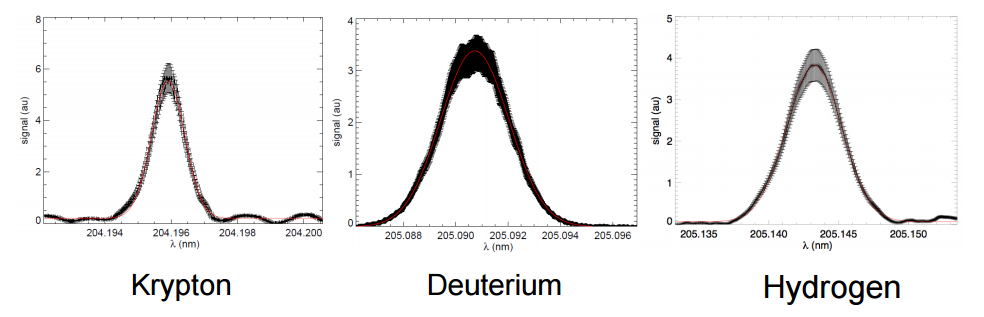 8
6
4
2
0
signal (au)
204.194 204.196 204.198 204.200
λ (nm)
Krypton
4
3
2
1
0
signal (au)
205.088 205.090 205.092 205.094 205.096
λ (nm)
Deuterium
5
4
3
2
1
0
signal (au)
205.135 205.140 205.145 205.150
λ (nm)
Hydrogen